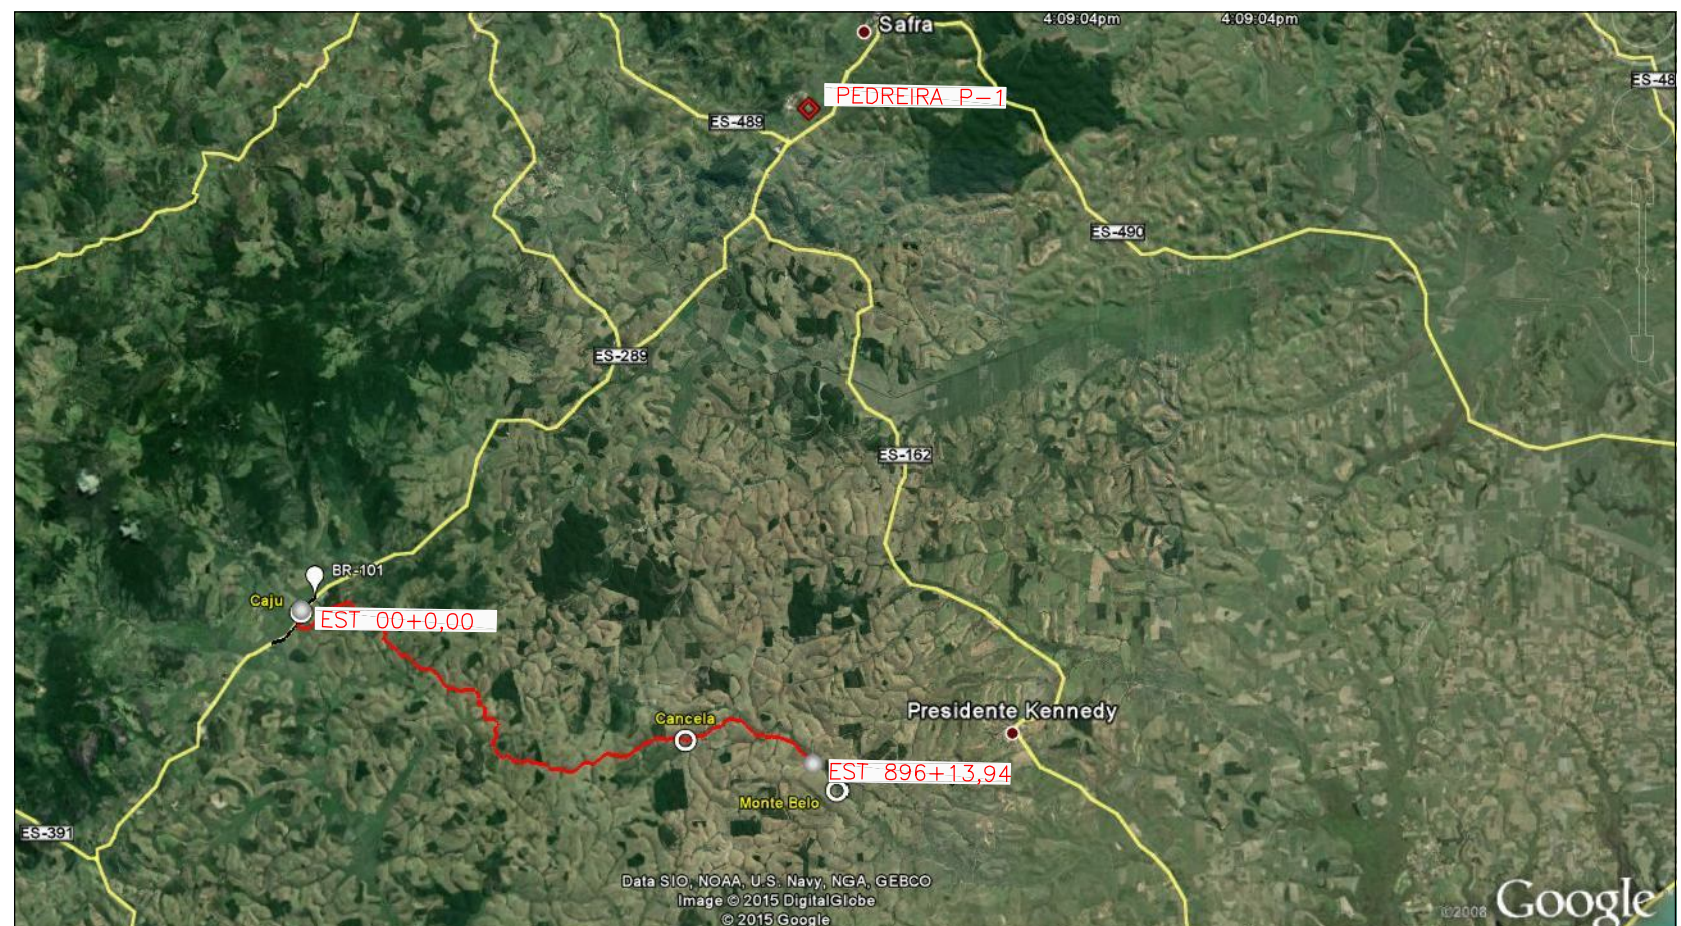 Safra
4:09:04pm
4:09:04pm
ES-48
PEDREIRA P-1
ES-489
ES-490
ES-289
ES-162
BR-101
Caju
EST 00+0,00
Cancela
Presidente Kennedy
EST 896+13,94
Monte Belo
ES-391
Data SIO, NOAA, U.S. Navy, NGA, GEBCO
Image © 2015 DigitalGlobe
© 2015 Google
©2008 Google